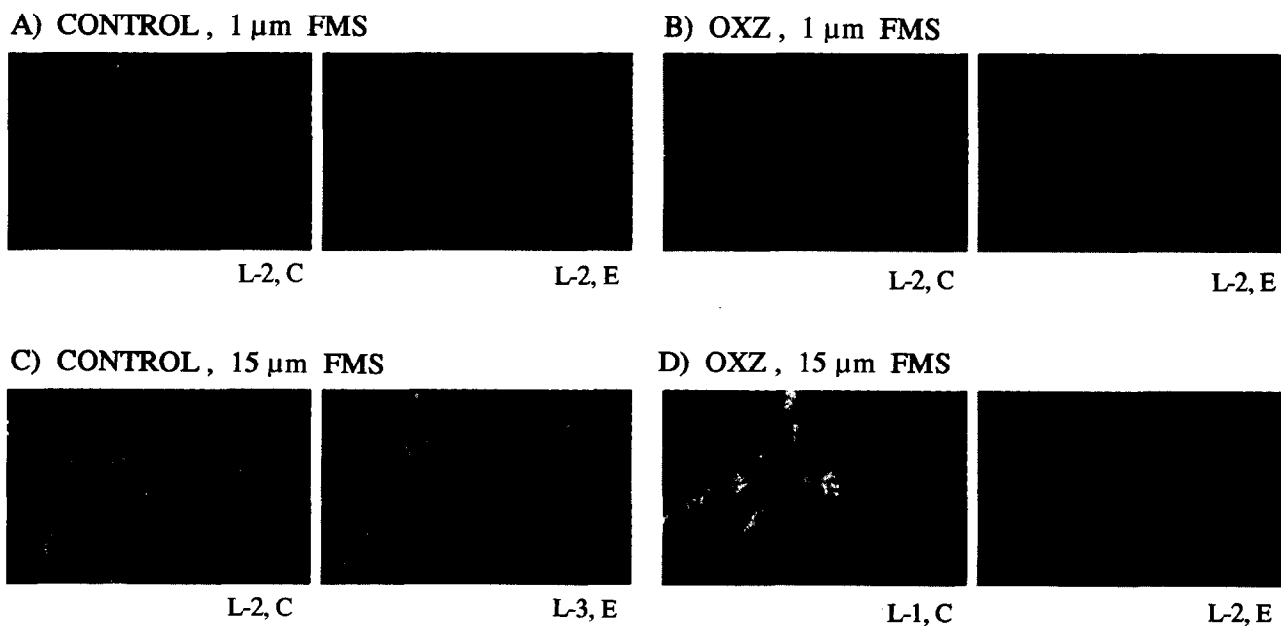 A) CONTROL, 1 µm FMS
B) OXZ, 1 µm FMS
L-2, C
L-2, E
L-2, C
L-2, E
C) CONTROL, 15 µm FMS
D) OXZ, 15 µm FMS
L-2, C
L-3, E
L-1, C
L-2, E